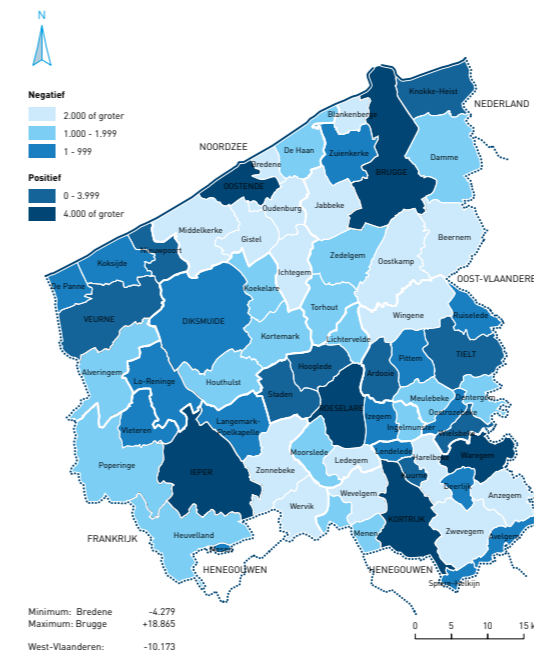 N
Negatief
2.000 of groter
1.000 - 1.999
1 - 999
Positief
0 - 3.999
4.000 of groter
NOORDZEE
NEDERLAND
OOST-VLAANDEREN
FRANKRIJK
HENEGOUWEN
HENEGOUWEN
Knokke-Heist
Blankenberge
De Haan
Zuienkerke
Damme
Bredene
BRUGGE
OOSTENDE
Oudenburg
Jabbeke
Middelkerke
Gistel
Beernem
Nieuwpoort
Koksijde
Zedelgem
Oostkamp
Ichtegem
De Panne
Koekelare
VEURNE
DIKSMUIDE
Torhout
Wingene
Ruiselede
Kortemark
Lichtervelde
Pittem
TIELT
Alveringem
Lo-Reninge
Houthulst
Hooglede
Ardooie
Staden
Meulebeke
Dentergem
ROESELARE
Izegem
Oostrozebeke
Vleteren
Langemark-
Poelkapelle
Ingelmunster
Wielsbeke
Poperinge
IEPER
Zonnebeke
Moorslede
Ledegem
Lendelede
Harelbeke
Waregem
Kuurne
Deerlijk
Anzegem
Wervik
Wevelgem
KORTRIJK
Menen
Zwevegem
Avelgem
Heuvelland
Mesen
Spiere-Helkijn
Minimum: Bredene -4.279
Maximum: Brugge +18.865
West-Vlaanderen: -10.173
0 5 10 15 k